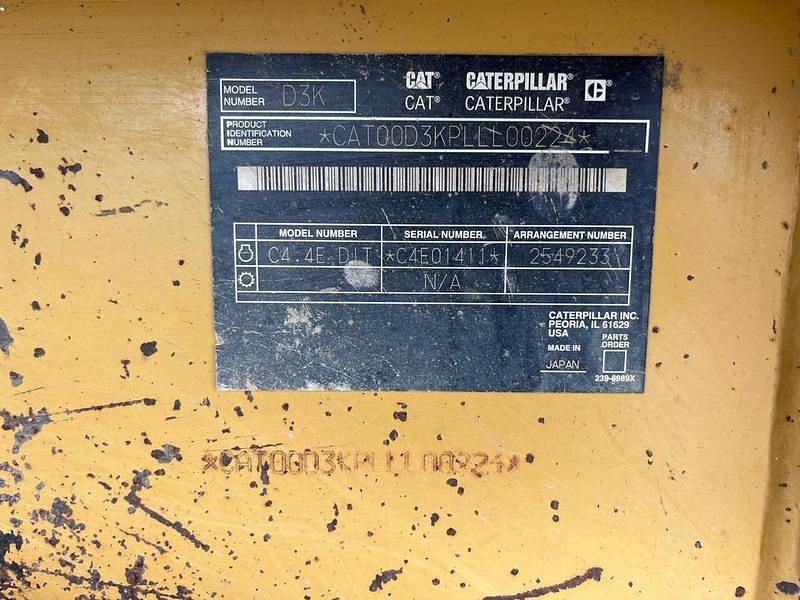 MODEL NUMBER D3K
CAT® CATERPILLAR® C
CAT® CATERPILLAR®
PRODUCT IDENTIFICATION NUMBER *CAT00D3KPLLL00224*
MODEL NUMBER SERIAL NUMBER ARRANGEMENT NUMBER
C4.4E DIT *C4E01411* 2549233
N/A
CATERPILLAR INC.
PEORIA, IL 61629
USA
MADE IN JAPAN
PARTS ORDER
239-6989X
*CAT00D3KPLLL00224*